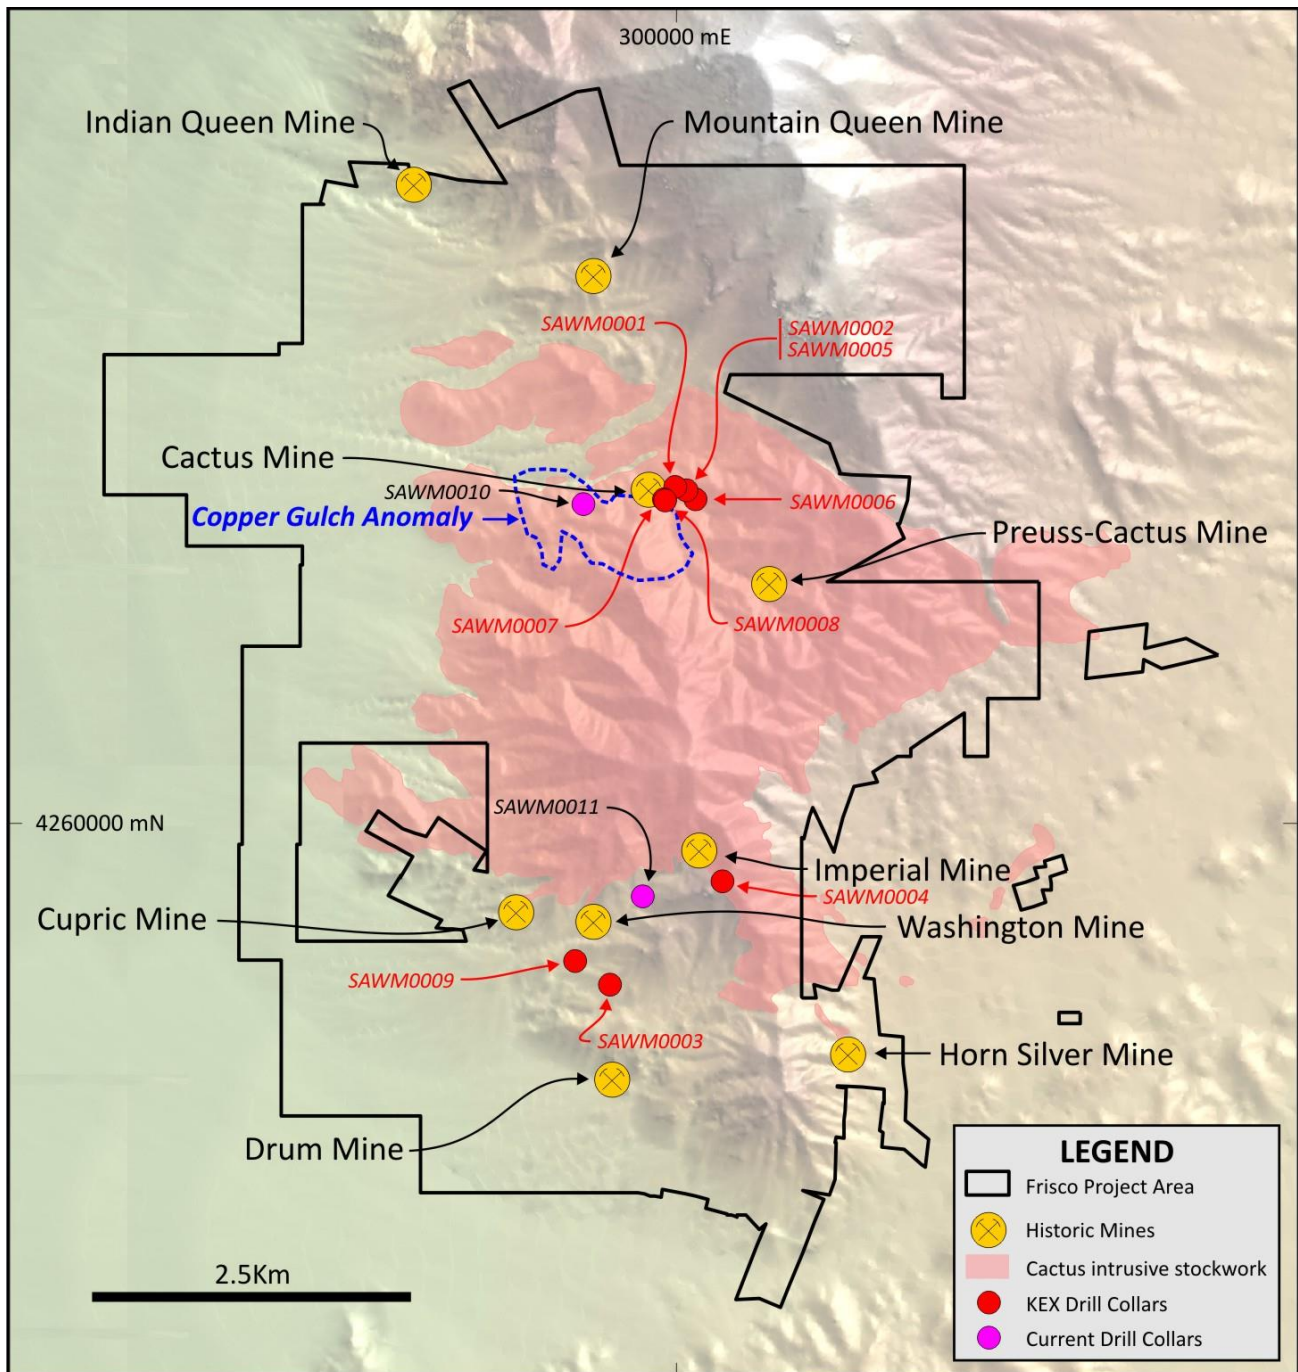 300000 mE
Indian Queen Mine
Mountain Queen Mine
SAWM0001
SAWM0002
SAWM0005
Cactus Mine
SAWM0010
SAWM0006
Copper Gulch Anomaly
Preuss-Cactus Mine
SAWM0007
SAWM0008
SAWM0011
4260000 mN
Imperial Mine
SAWM0004
Cupric Mine
Washington Mine
SAWM0009
SAWM0003
Horn Silver Mine
Drum Mine
LEGEND
Frisco Project Area
Historic Mines
Cactus intrusive stockwork
KEX Drill Collars
Current Drill Collars
2.5Km